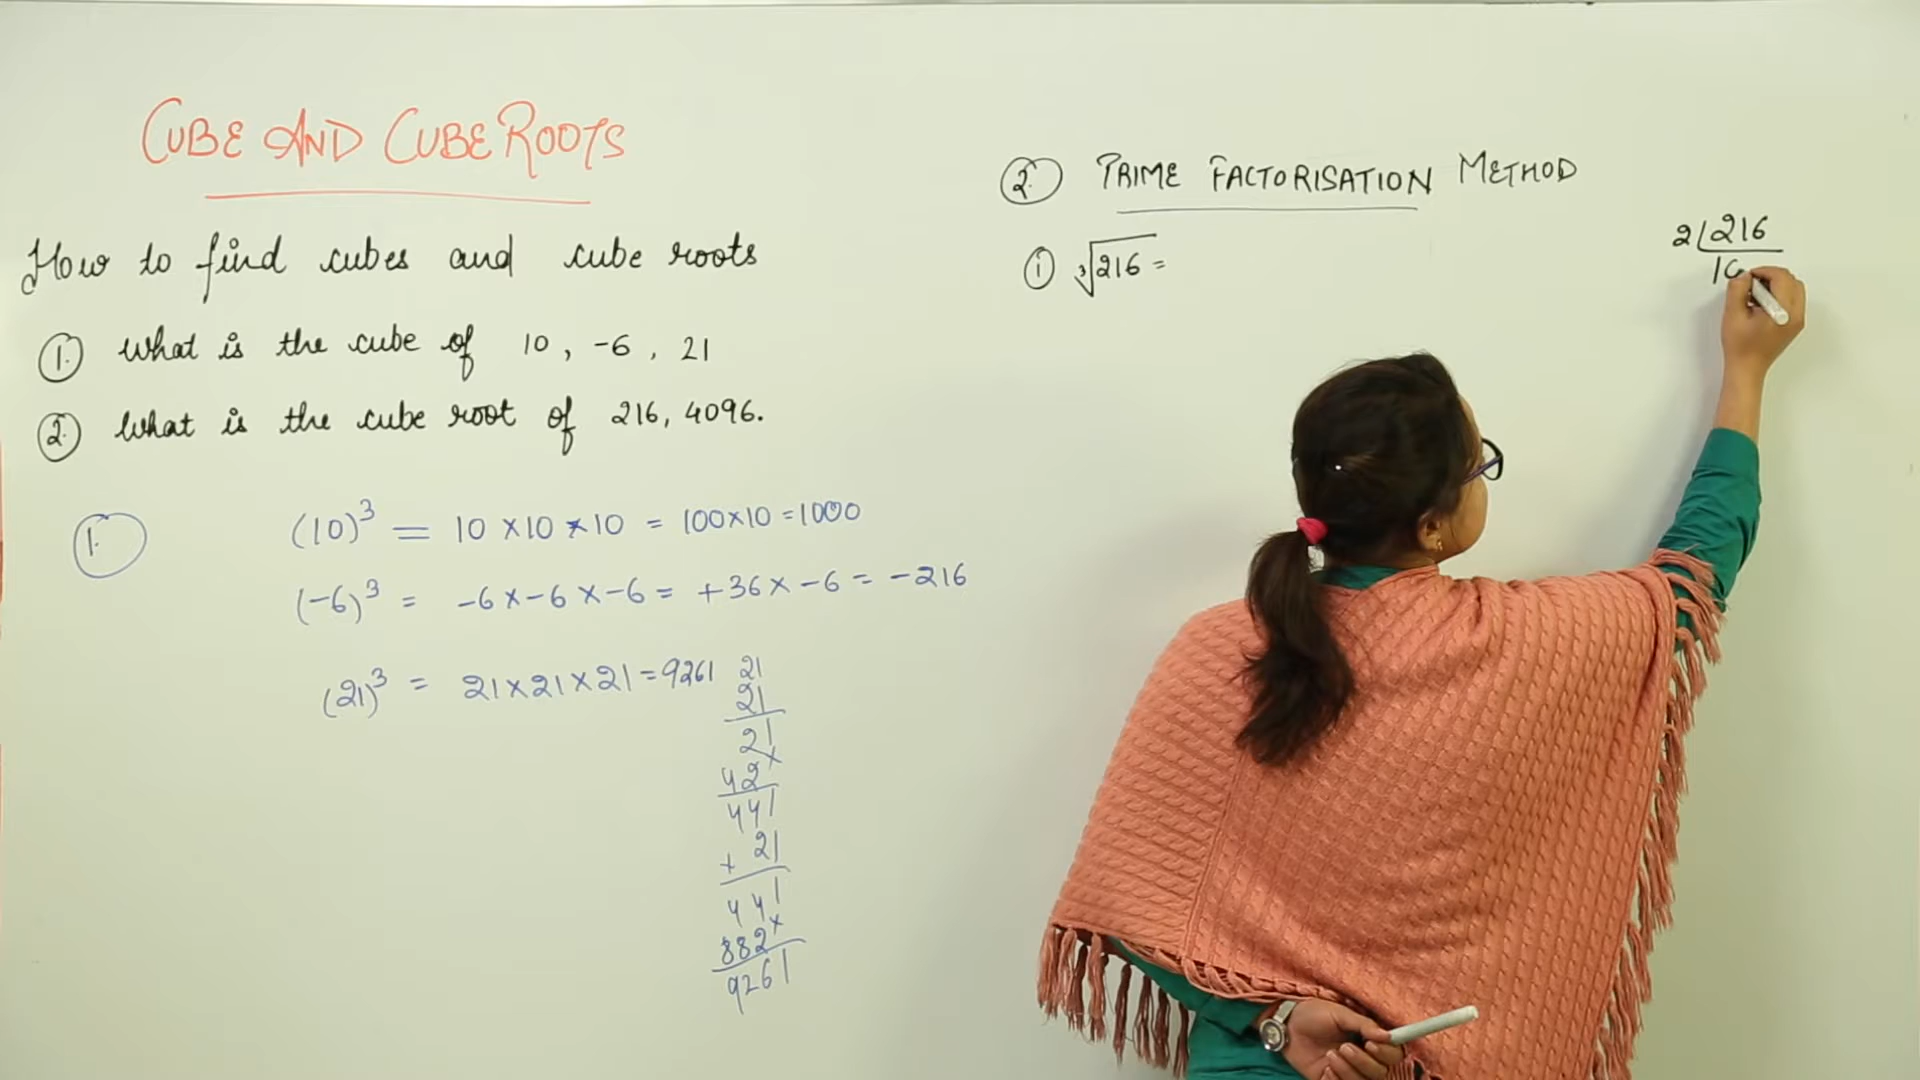 CUBE AND CUBE ROOTS
How to find cubes and cube roots
1. What is the cube of 10, -6, 21
2. What is the cube root of 216, 4096.
1. (10)³ = 10 × 10 × 10 = 100×10 = 1000
(-6)³ = -6 × -6 × -6 = +36 × -6 = -216
(21)³ = 21 × 21 × 21 = 9261
21
21
21
42×
441
+ 21
441
882×
9261
2. PRIME FACTORISATION METHOD
① ³√216 =
2 | 216